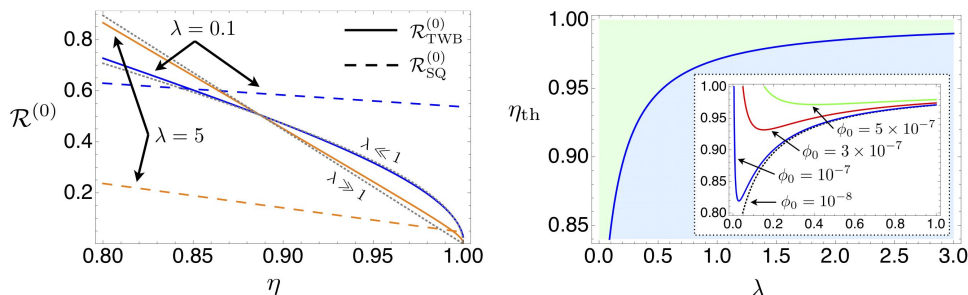 0.8
0.6
0.4
0.2
R^(0)
λ = 0.1
λ = 5
R_TWB^(0)
R_SQ^(0)
λ ≪ 1
λ ≫ 1
0.80 0.85 0.90 0.95 1.00
η
1.00
0.95
0.90
0.85
η_th
0.0 0.5 1.0 1.5 2.0 2.5 3.0
λ
1.00
0.95
0.90
0.85
0.80
ϕ₀ = 5 × 10⁻⁷
ϕ₀ = 3 × 10⁻⁷
ϕ₀ = 10⁻⁷
ϕ₀ = 10⁻⁸
0.0 0.2 0.4 0.6 0.8 1.0